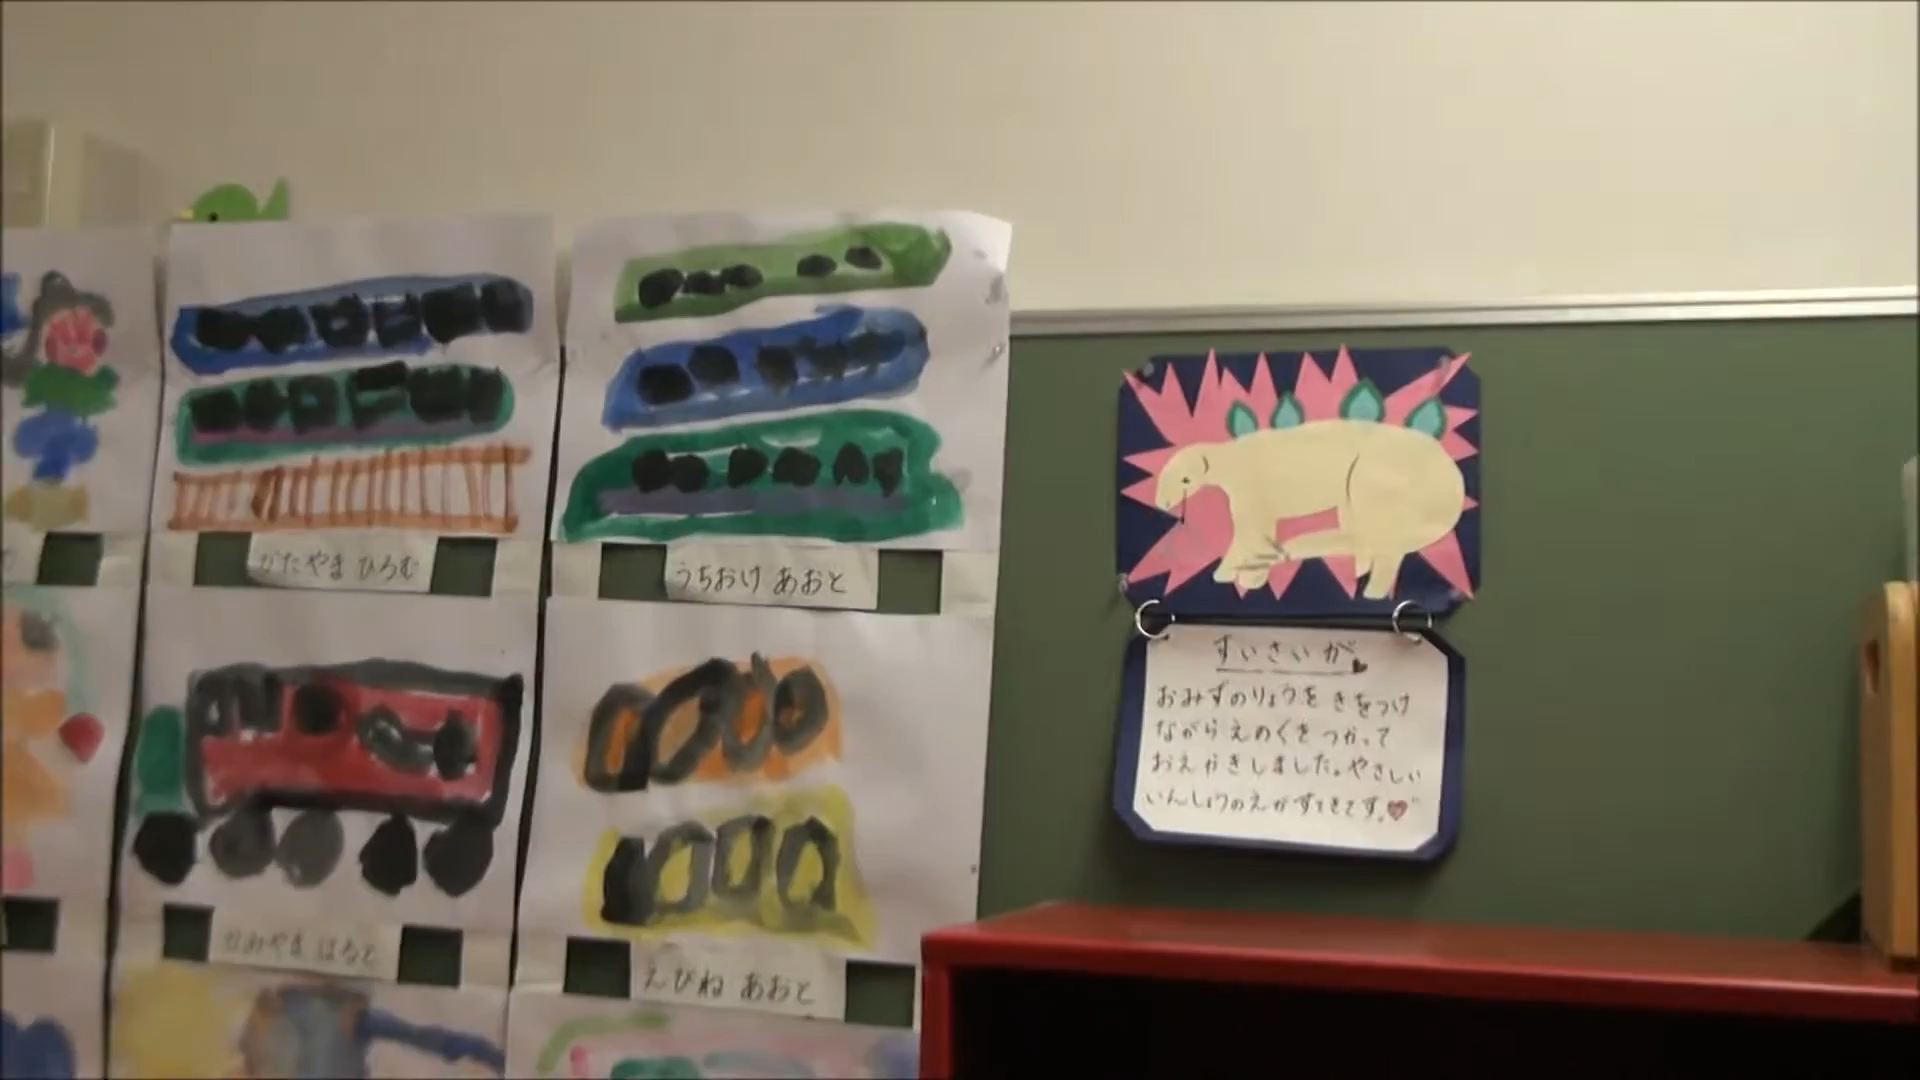 かたやま ひろむ
うちおけ あおと
かみやま はると
えびね あおと
すいさいが
おみずのりょうを きをつけ
ながら えのぐを つかって
おえかきしました。やさしい
いんしょうのえがすてきです。